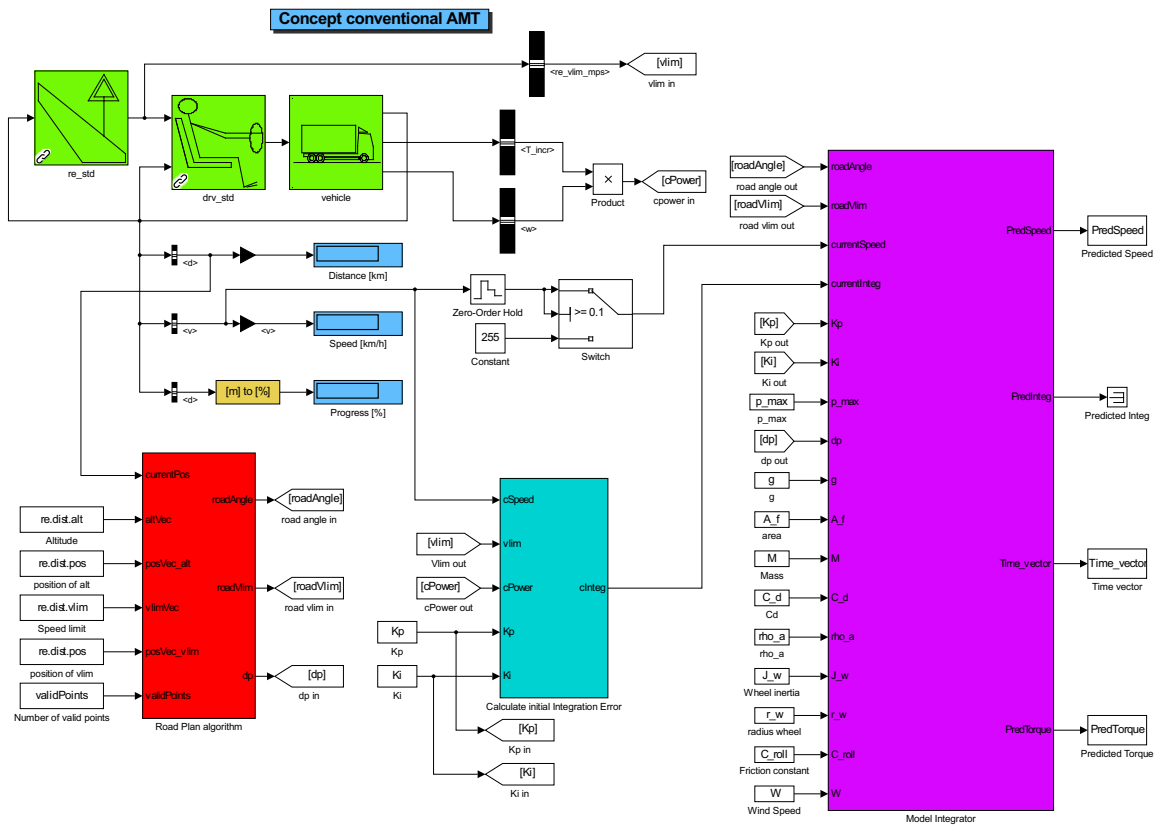 Concept conventional AMT
<re_vlim_mps>
[vlim]
vlim in
re_std
drv_std
vehicle
<T_incr>
<w>
×
Product
[cPower]
cpower in
<d>
Distance [km]
<v>
<v>
Speed [km/h]
<d>
[m] to [%]
Progress [%]
Zero-Order Hold
255
Constant
>= 0.1
Switch
currentPos
altVec
posVec_alt
vlimVec
posVec_vlim
validPoints
roadAngle
roadVlim
dp
Road Plan algorithm
re.dist.alt
Altitude
re.dist.pos
position of alt
re.dist.vlim
Speed limit
re.dist.pos
position of vlim
validPoints
Number of valid points
[roadAngle]
road angle in
[roadVlim]
road vlim in
[dp]
dp in
[vlim]
Vlim out
[cPower]
cPower out
Kp
Kp
Ki
Ki
cSpeed
vlim
cPower
Kp
Ki
cInteg
Calculate initial Integration Error
[Kp]
Kp in
[Ki]
Ki in
[roadAngle]
road angle out
[roadVlim]
road vlim out
[Kp]
Kp out
[Ki]
Ki out
p_max
p_max
[dp]
dp out
g
g
A_f
area
M
Mass
C_d
Cd
rho_a
rho_a
J_w
Wheel inertia
r_w
radius wheel
C_roll
Friction constant
W
Wind Speed
roadAngle
roadVlim
currentSpeed
currentInteg
Kp
Ki
p_max
dp
g
A_f
M
C_d
rho_a
J_w
r_w
C_roll
W
PredSpeed
PredInteg
Time_vector
PredTorque
Model Integrator
PredSpeed
Predicted Speed
Predicted Integ
Time_vector
Time vector
PredTorque
Predicted Torque